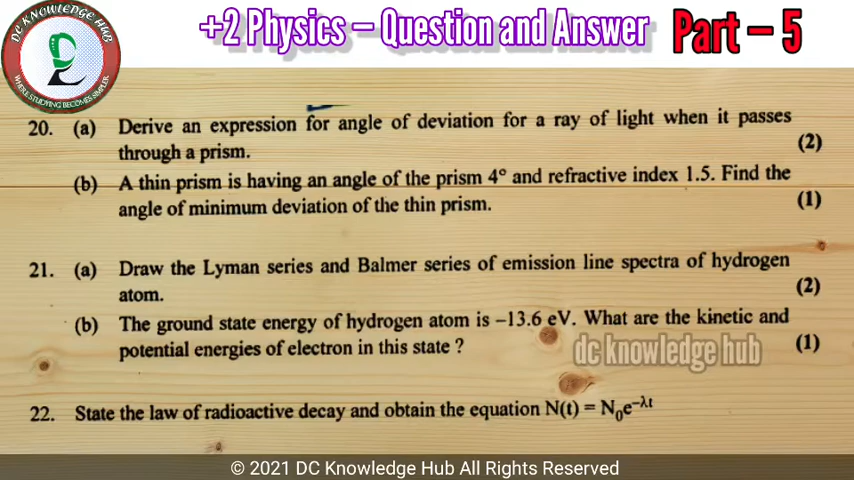 DC KNOWLEDGE HUB
WHERE STUDYING BECOMES SIMPLER
+2 Physics – Question and Answer Part – 5
20. (a) Derive an expression for angle of deviation for a ray of light when it passes
through a prism. (2)
(b) A thin prism is having an angle of the prism 4° and refractive index 1.5. Find the
angle of minimum deviation of the thin prism. (1)
21. (a) Draw the Lyman series and Balmer series of emission line spectra of hydrogen
atom. (2)
(b) The ground state energy of hydrogen atom is –13.6 eV. What are the kinetic and
potential energies of electron in this state ? (1)
dc knowledge hub
22. State the law of radioactive decay and obtain the equation N(t) = N₀e^–λt
© 2021 DC Knowledge Hub All Rights Reserved